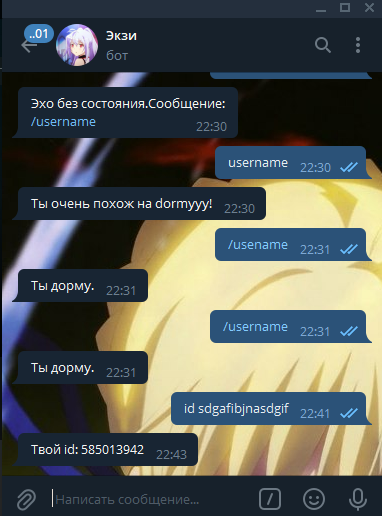 ..01
Экзи
бот
Эхо без состояния.Сообщение:
/username
22:30
username
22:30
Ты очень похож на dormyyy!
22:30
/usename
22:31
Ты дорму.
22:31
/username
22:31
Ты дорму.
22:31
id sdgafibjnasdgif
22:41
Твой id: 585013942
22:43
Написать сообщение...